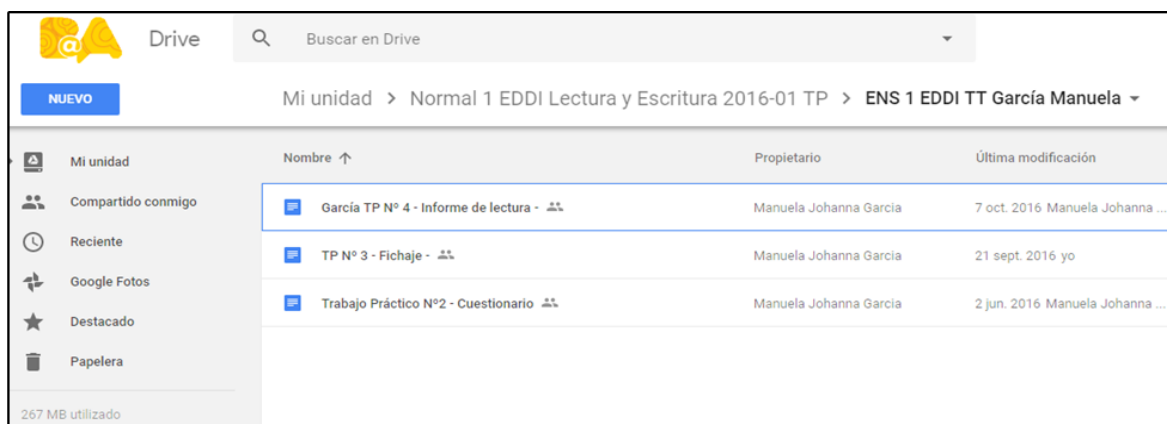 B@A Drive Buscar en Drive
NUEVO Mi unidad > Normal 1 EDDI Lectura y Escritura 2016-01 TP > ENS 1 EDDI TT García Manuela
Mi unidad
Compartido conmigo
Reciente
Google Fotos
Destacado
Papelera
267 MB utilizado
Nombre Propietario Última modificación
García TP Nº 4 - Informe de lectura - Manuela Johanna Garcia 7 oct. 2016 Manuela Johanna ...
TP Nº 3 - Fichaje - Manuela Johanna Garcia 21 sept. 2016 yo
Trabajo Práctico Nº2 - Cuestionario Manuela Johanna Garcia 2 jun. 2016 Manuela Johanna ...